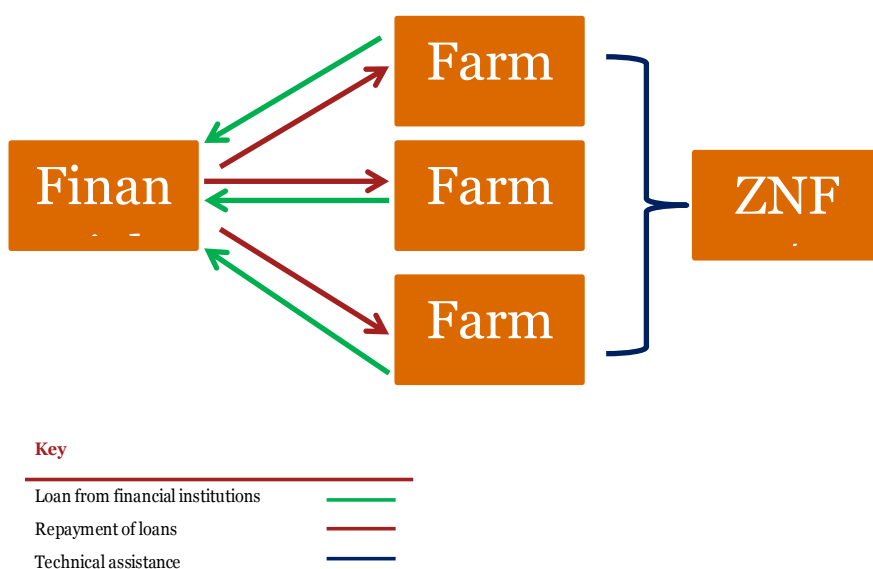 Farm
Finan
Farm
ZNF
Farm
Key
Loan from financial institutions
Repayment of loans
Technical assistance